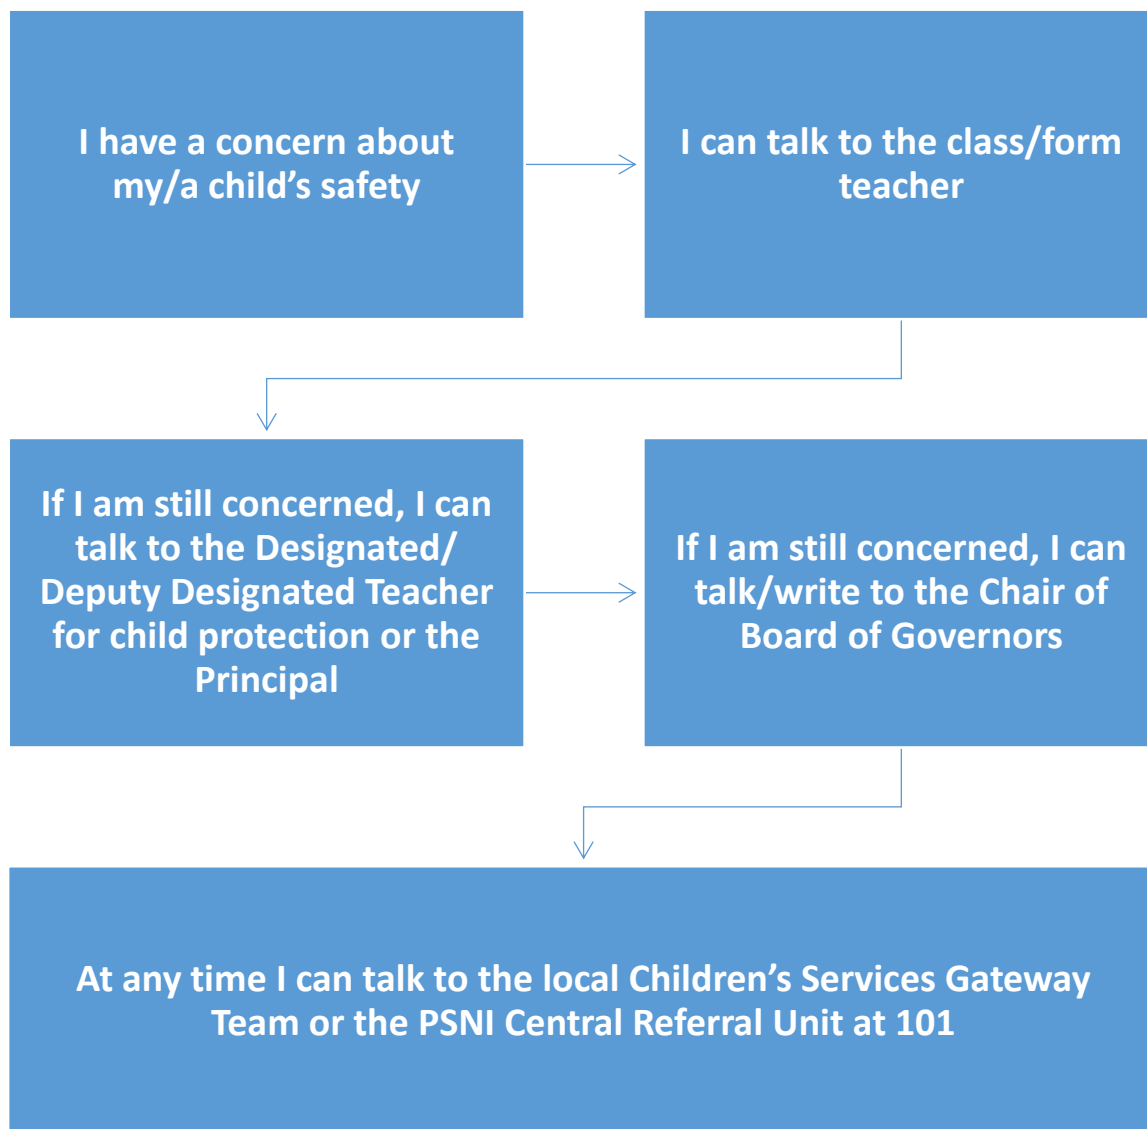 I have a concern about
my/a child’s safety
I can talk to the class/form
teacher
If I am still concerned, I can
talk to the Designated/
Deputy Designated Teacher
for child protection or the
Principal
If I am still concerned, I can
talk/write to the Chair of
Board of Governors
At any time I can talk to the local Children’s Services Gateway
Team or the PSNI Central Referral Unit at 101